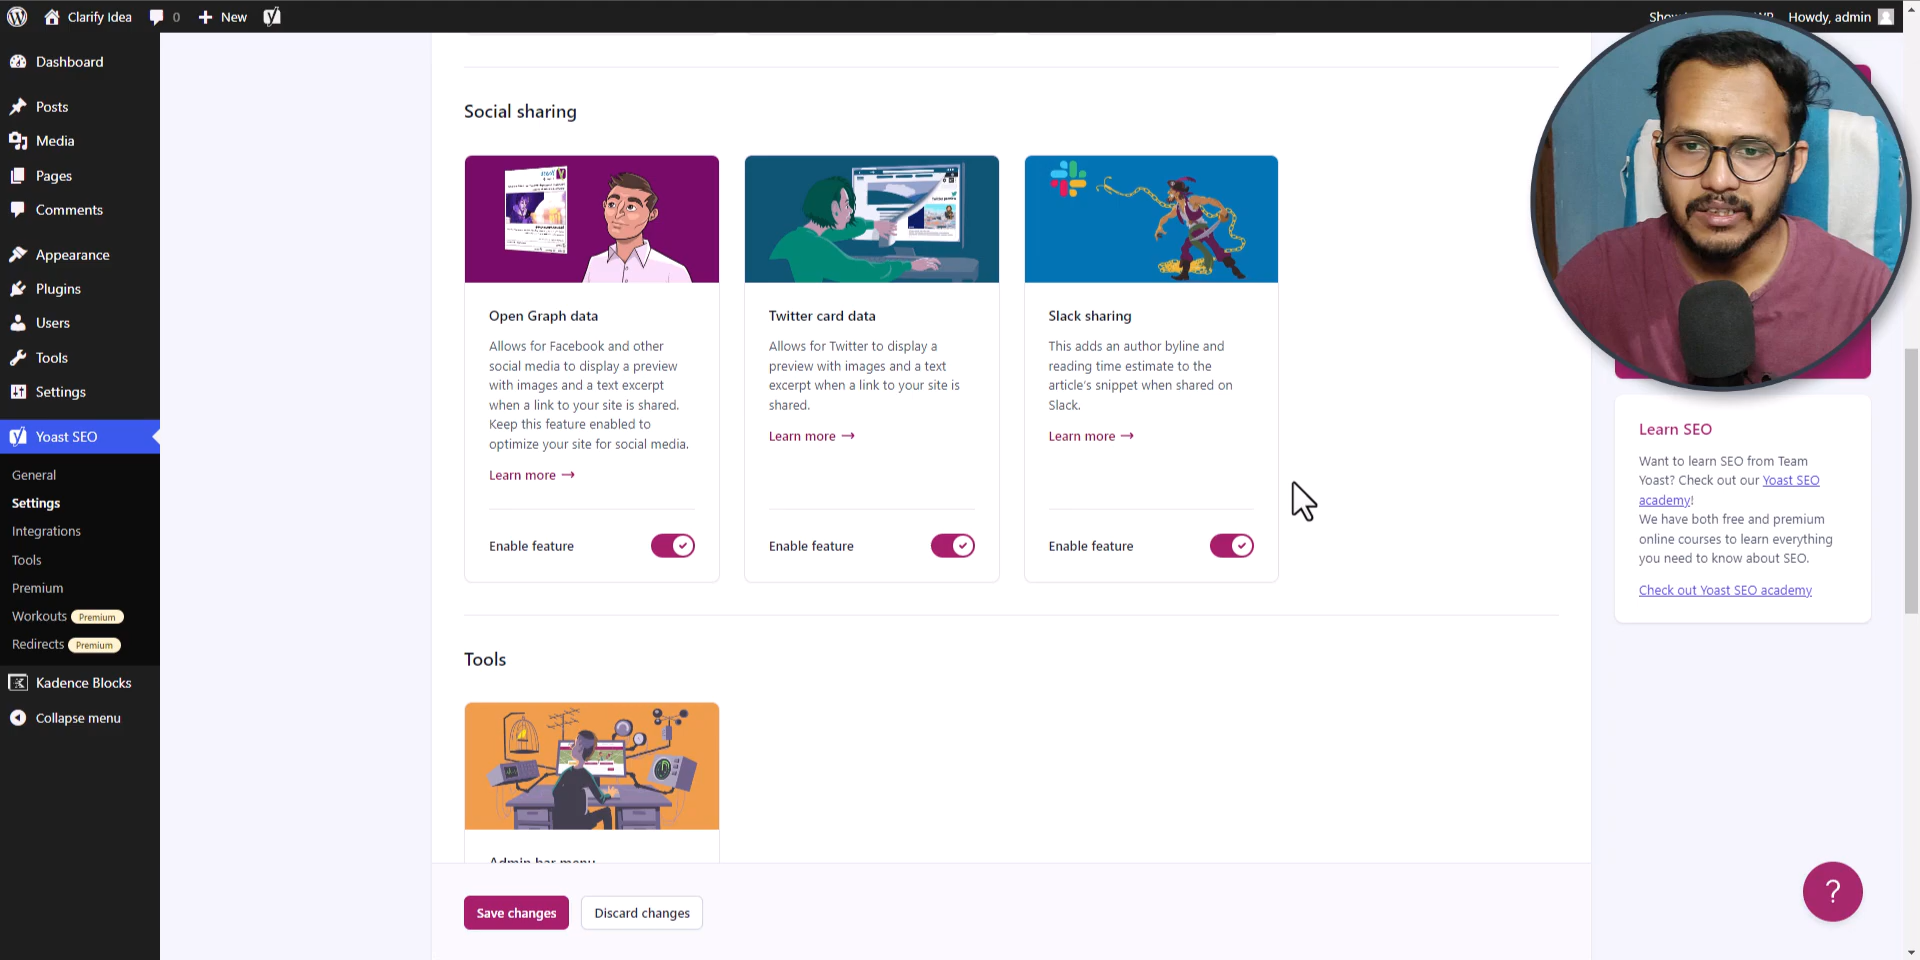 Clarify Idea
0
New
Howdy, admin
Dashboard
Posts
Media
Pages
Comments
Appearance
Plugins
Users
Tools
Settings
Yoast SEO
General
Settings
Integrations
Tools
Premium
Workouts Premium
Redirects Premium
Kadence Blocks
Collapse menu
Social sharing
Open Graph data
Allows for Facebook and other
social media to display a preview
with images and a text excerpt
when a link to your site is shared.
Keep this feature enabled to
optimize your site for social media.
Learn more →
Enable feature
Twitter card data
Allows for Twitter to display a
preview with images and a text
excerpt when a link to your site is
shared.
Learn more →
Enable feature
Slack sharing
This adds an author byline and
reading time estimate to the
article's snippet when shared on
Slack.
Learn more →
Enable feature
Tools
Admin bar menu
Save changes
Discard changes
Learn SEO
Want to learn SEO from Team
Yoast? Check out our Yoast SEO
academy!
We have both free and premium
online courses to learn everything
you need to know about SEO.
Check out Yoast SEO academy
?